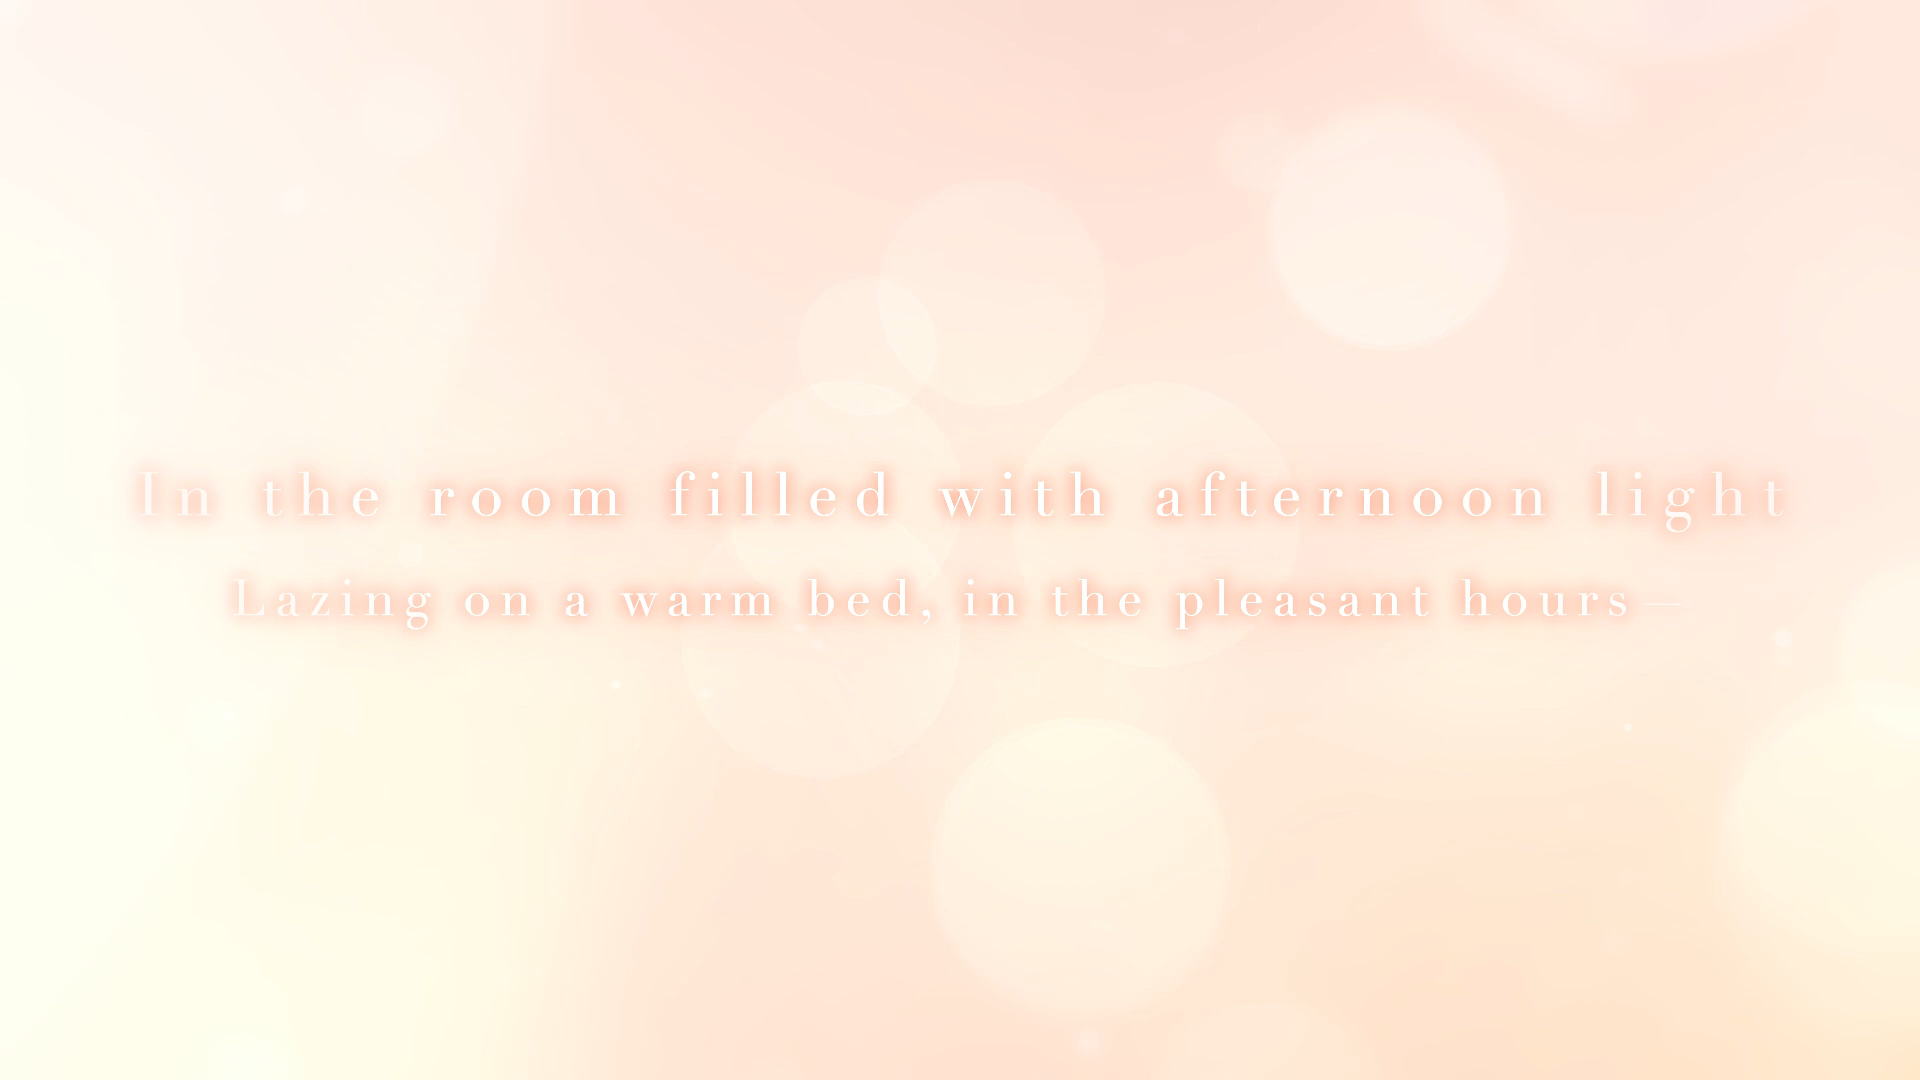 In the room filled with afternoon light
Lazing on a warm bed, in the pleasant hours—